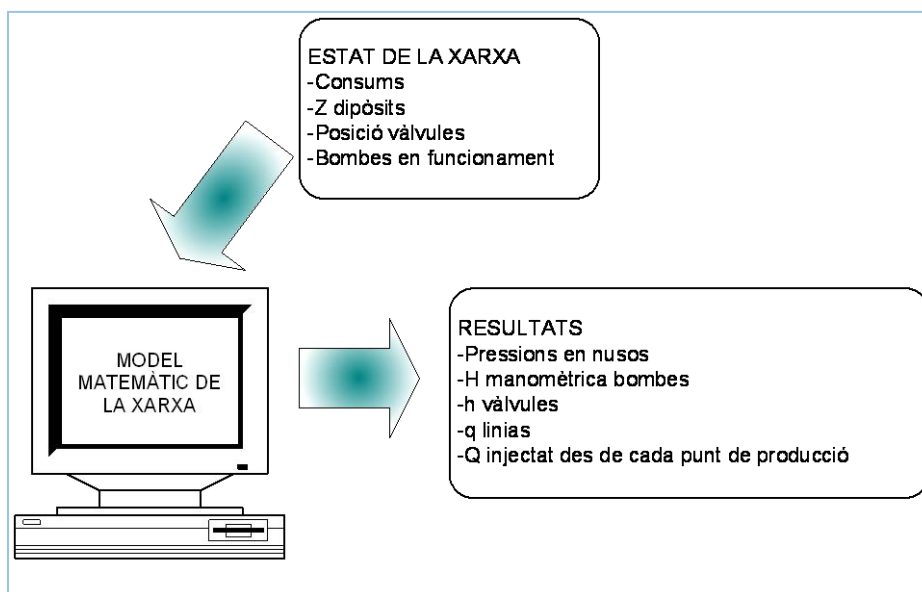 ESTAT DE LA XARXA
-Consums
-Z dipòsits
-Posició vàlvules
-Bombes en funcionament
MODEL
MATEMÀTIC DE
LA XARXA
RESULTATS
-Pressions en nusos
-H manomètrica bombes
-h vàlvules
-q linias
-Q injectat des de cada punt de producció